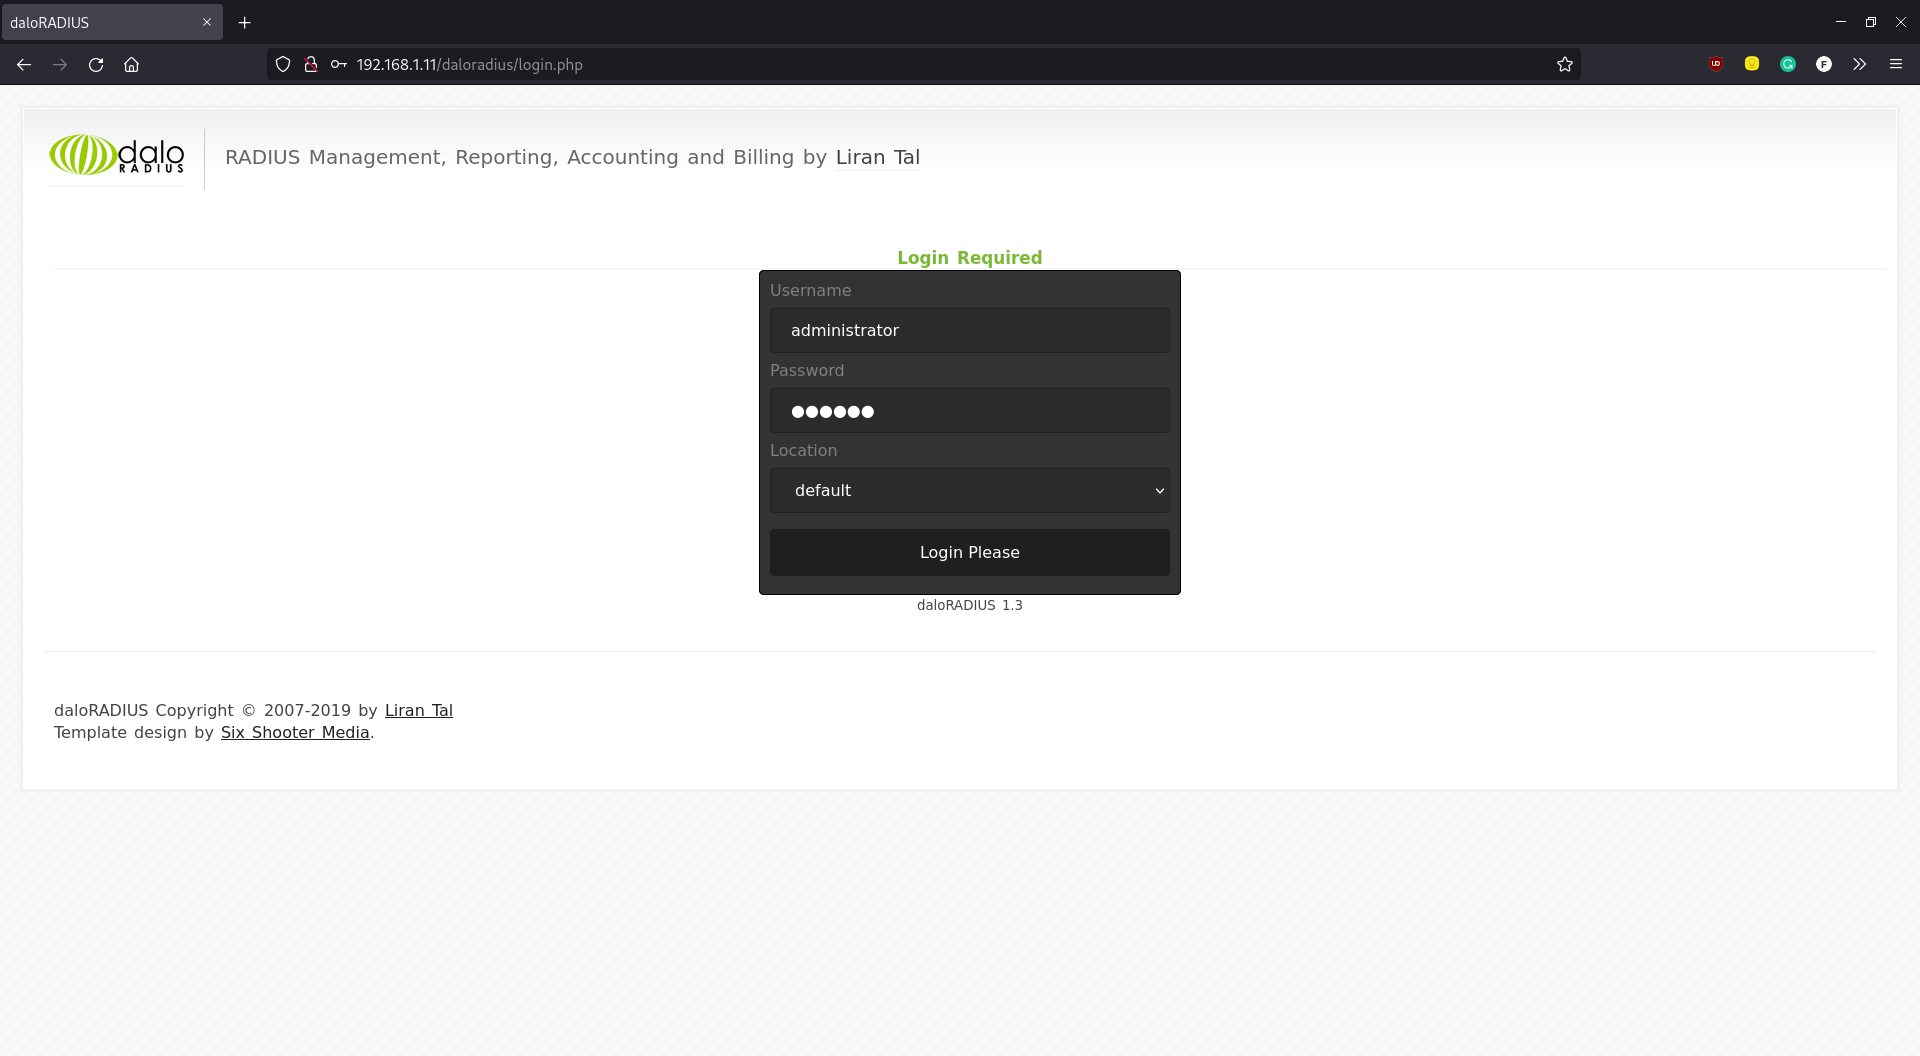 daloRADIUS
192.168.1.11/daloradius/login.php
dalo
RADIUS
RADIUS Management, Reporting, Accounting and Billing by Liran Tal
Login Required
Username
administrator
Password
●●●●●●
Location
default
Login Please
daloRADIUS 1.3
daloRADIUS Copyright © 2007-2019 by Liran Tal
Template design by Six Shooter Media.